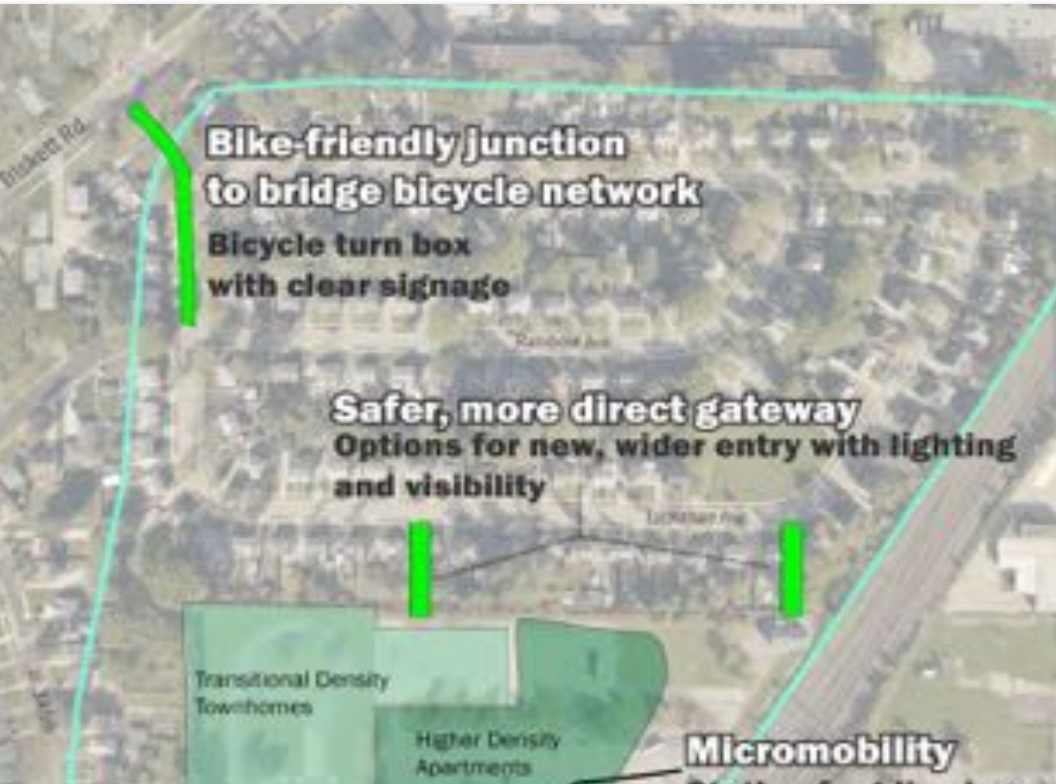 Bike-friendly junction
to bridge bicycle network
Bicycle turn box
with clear signage
Safer, more direct gateway
Options for new, wider entry with lighting
and visibility
Transitional Density
Townhomes
Higher Density
Apartments
Micromobility